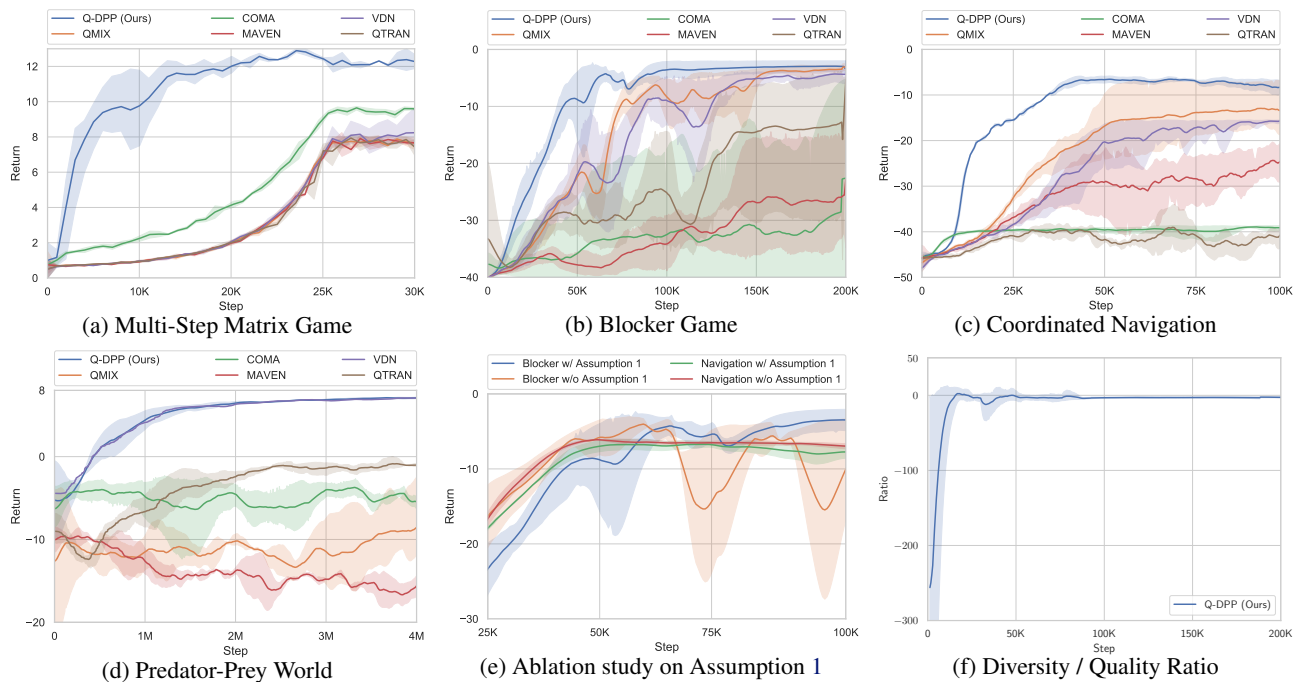 Q-DPP (Ours) COMA VDN
QMIX MAVEN QTRAN
Return
12
10
8
6
4
2
0
0 10K 20K 25K 30K
Step
(a) Multi-Step Matrix Game
Q-DPP (Ours) COMA VDN
QMIX MAVEN QTRAN
Return
0
−10
−20
−30
−40
0 50K 100K 150K 200K
Step
(b) Blocker Game
Q-DPP (Ours) COMA VDN
QMIX MAVEN QTRAN
Return
0
−10
−20
−30
−40
−50
0 25K 50K 75K 100K
Step
(c) Coordinated Navigation
Q-DPP (Ours) COMA VDN
QMIX MAVEN QTRAN
Return
8
0
−10
−20
0 1M 2M 3M 4M
Step
(d) Predator-Prey World
Blocker w/ Assumption 1 Navigation w/ Assumption 1
Blocker w/o Assumption 1 Navigation w/o Assumption 1
Return
0
−10
−20
−30
25K 50K 75K 100K
Step
(e) Ablation study on Assumption 1
Ratio
50
0
−100
−200
−300
Q-DPP (Ours)
0 50K 100K 150K 200K
Step
(f) Diversity / Quality Ratio